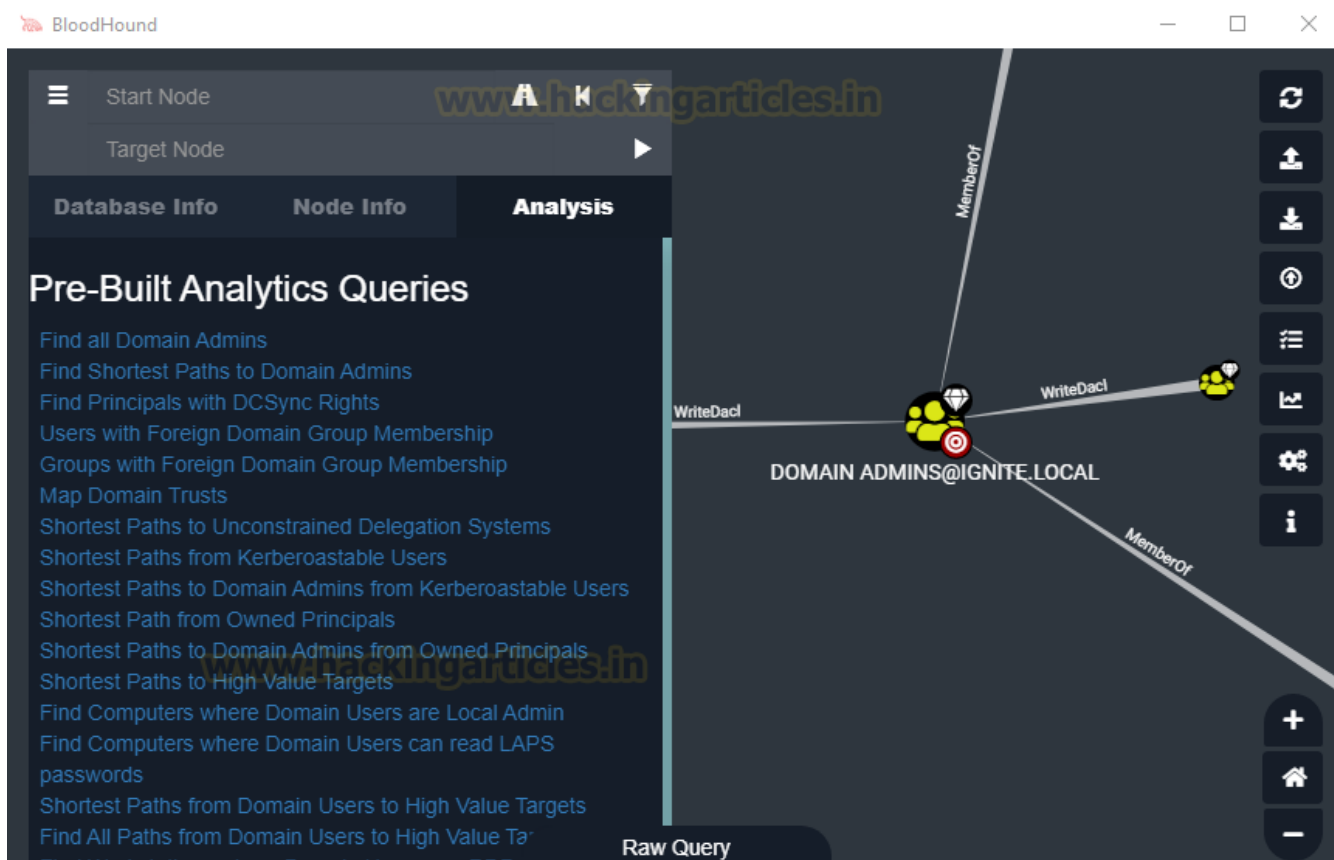 BloodHound
Start Node
www.hackingarticles.in
Target Node
Database Info Node Info Analysis
Pre-Built Analytics Queries
Find all Domain Admins
Find Shortest Paths to Domain Admins
Find Principals with DCSync Rights
Users with Foreign Domain Group Membership
Groups with Foreign Domain Group Membership
Map Domain Trusts
Shortest Paths to Unconstrained Delegation Systems
Shortest Paths from Kerberoastable Users
Shortest Paths to Domain Admins from Kerberoastable Users
Shortest Path from Owned Principals
Shortest Paths to Domain Admins from Owned Principals
www.hackingarticles.in
Shortest Paths to High Value Targets
Find Computers where Domain Users are Local Admin
Find Computers where Domain Users can read LAPS
passwords
Shortest Paths from Domain Users to High Value Targets
Find All Paths from Domain Users to High Value Tar
Raw Query
MemberOf
WriteDacl
WriteDacl
DOMAIN ADMINS@IGNITE.LOCAL
MemberOf